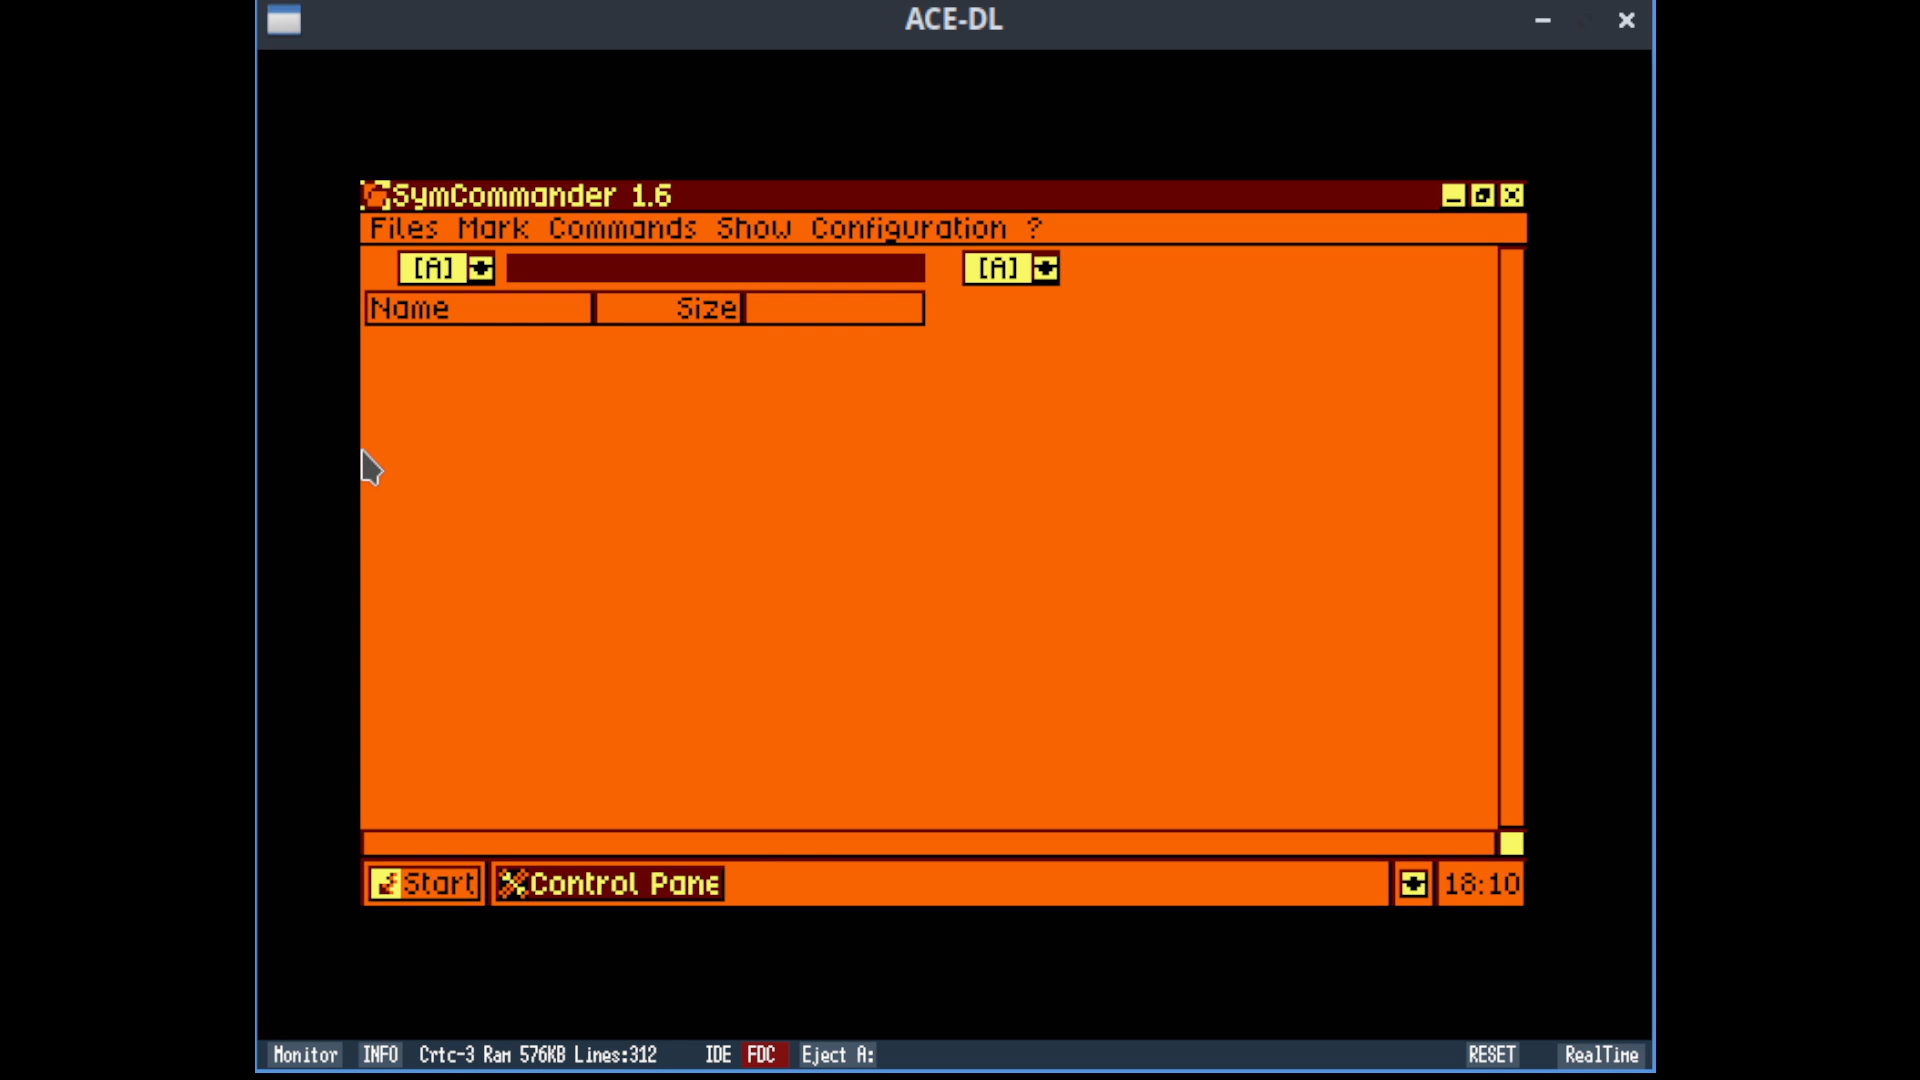 ACE-DL
SymCommander 1.6
Files Mark Commands Show Configuration ?
[A] [A]
Name Size
Start Control Pane 18:10
Monitor INFO Crtc-3 Ram 576KB Lines:312 IDE FDC Eject A: RESET RealTime